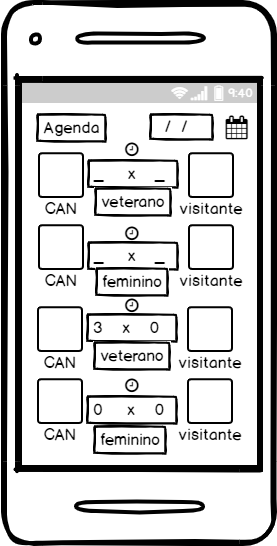 9:40
Agenda / /
_ x _
CAN veterano visitante
_ x _
CAN feminino visitante
3 x 0
CAN veterano visitante
0 x 0
CAN feminino visitante